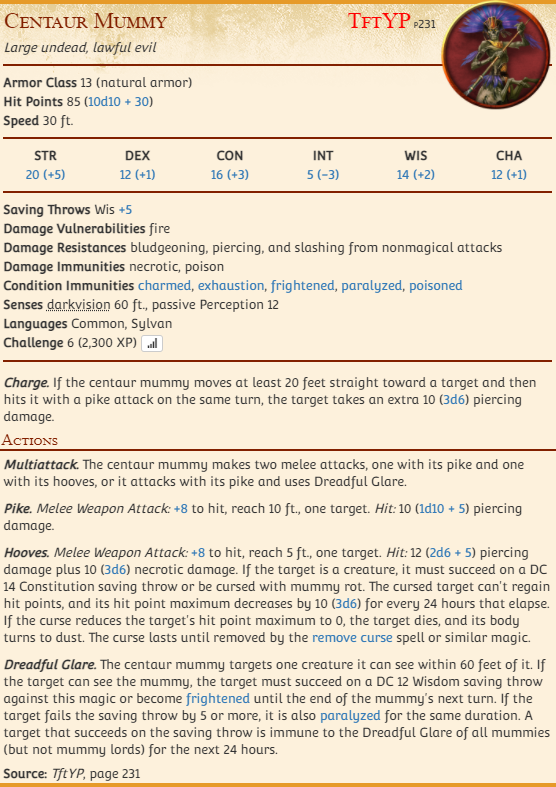 Centaur Mummy TftYP p231
Large undead, lawful evil
Armor Class 13 (natural armor)
Hit Points 85 (10d10 + 30)
Speed 30 ft.
STR DEX CON INT WIS CHA
20 (+5) 12 (+1) 16 (+3) 5 (−3) 14 (+2) 12 (+1)
Saving Throws Wis +5
Damage Vulnerabilities fire
Damage Resistances bludgeoning, piercing, and slashing from nonmagical attacks
Damage Immunities necrotic, poison
Condition Immunities charmed, exhaustion, frightened, paralyzed, poisoned
Senses darkvision 60 ft., passive Perception 12
Languages Common, Sylvan
Challenge 6 (2,300 XP)
Charge. If the centaur mummy moves at least 20 feet straight toward a target and then
hits it with a pike attack on the same turn, the target takes an extra 10 (3d6) piercing
damage.
Actions
Multiattack. The centaur mummy makes two melee attacks, one with its pike and one
with its hooves, or it attacks with its pike and uses Dreadful Glare.
Pike. Melee Weapon Attack: +8 to hit, reach 10 ft., one target. Hit: 10 (1d10 + 5) piercing
damage.
Hooves. Melee Weapon Attack: +8 to hit, reach 5 ft., one target. Hit: 12 (2d6 + 5) piercing
damage plus 10 (3d6) necrotic damage. If the target is a creature, it must succeed on a DC
14 Constitution saving throw or be cursed with mummy rot. The cursed target can't regain
hit points, and its hit point maximum decreases by 10 (3d6) for every 24 hours that elapse.
If the curse reduces the target's hit point maximum to 0, the target dies, and its body
turns to dust. The curse lasts until removed by the remove curse spell or similar magic.
Dreadful Glare. The centaur mummy targets one creature it can see within 60 feet of it. If
the target can see the mummy, the target must succeed on a DC 12 Wisdom saving throw
against this magic or become frightened until the end of the mummy's next turn. If the
target fails the saving throw by 5 or more, it is also paralyzed for the same duration. A
target that succeeds on the saving throw is immune to the Dreadful Glare of all mummies
(but not mummy lords) for the next 24 hours.
Source: TftYP, page 231